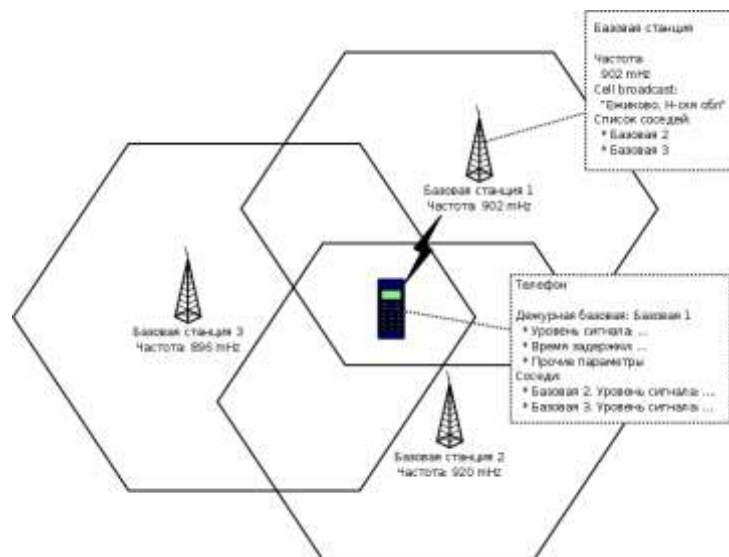 Базовая станция
Частота:
902 mHz
Cell broadcast:
"Ежиково, Н-ская обл"
Список соседей:
* Базовая 2
* Базовая 3
Базовая станция 1
Частота: 902 mHz
Базовая станция 3
Частота: 896 mHz
Телефон
Дежурная базовая: Базовая 1
* Уровень сигнала: ...
* Время задержки: ...
* Прочие параметры
Соседи:
* Базовая 2. Уровень сигнала: ...
* Базовая 3. Уровень сигнала: ...
Базовая станция 2
Частота: 920 mHz